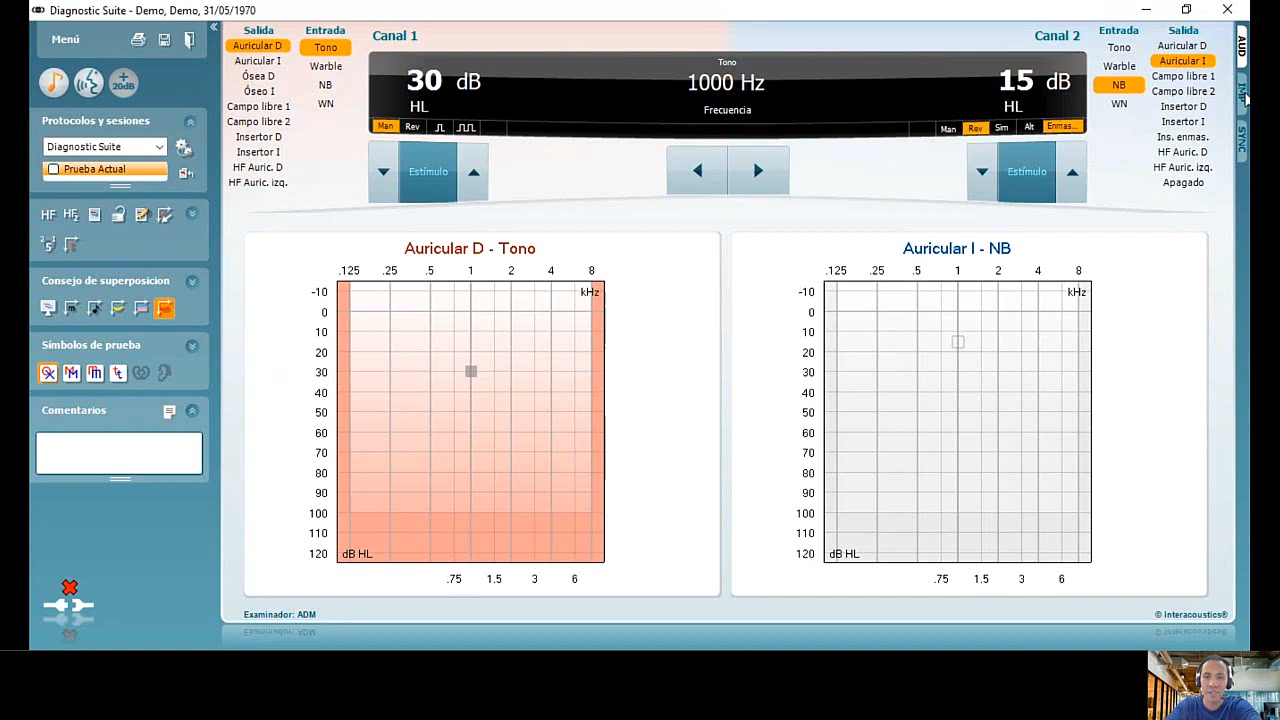 Diagnostic Suite - Demo, Demo, 31/05/1970
Menú
+
20dB
Protocolos y sesiones
Diagnostic Suite
Prueba Actual
HF HFz
Consejo de superposición
Símbolos de prueba
Comentarios
Salida
Auricular D
Auricular I
Ósea D
Óseo I
Campo libre 1
Campo libre 2
Insertor D
Insertor I
HF Auric. D
HF Auric. izq.
Entrada
Tono
Warble
NB
WN
Canal 1
Canal 2
30 dB
HL
Man Rev
Tono
1000 Hz
Frecuencia
15 dB
HL
Man Rev Sim Alt Enmas...
Estímulo
Estímulo
Entrada
Tono
Warble
NB
WN
Salida
Auricular D
Auricular I
Campo libre 1
Campo libre 2
Insertor D
Insertor I
Ins. enmas.
HF Auric. D
HF Auric. izq.
Apagado
AUD
IMP
SYNC
Auricular D - Tono
.125 .25 .5 1 2 4 8
kHz
-10
0
10
20
30
40
50
60
70
80
90
100
110
120
dB HL
.75 1.5 3 6
Auricular I - NB
.125 .25 .5 1 2 4 8
kHz
-10
0
10
20
30
40
50
60
70
80
90
100
110
120
dB HL
.75 1.5 3 6
Examinador: ADM
© Interacoustics®